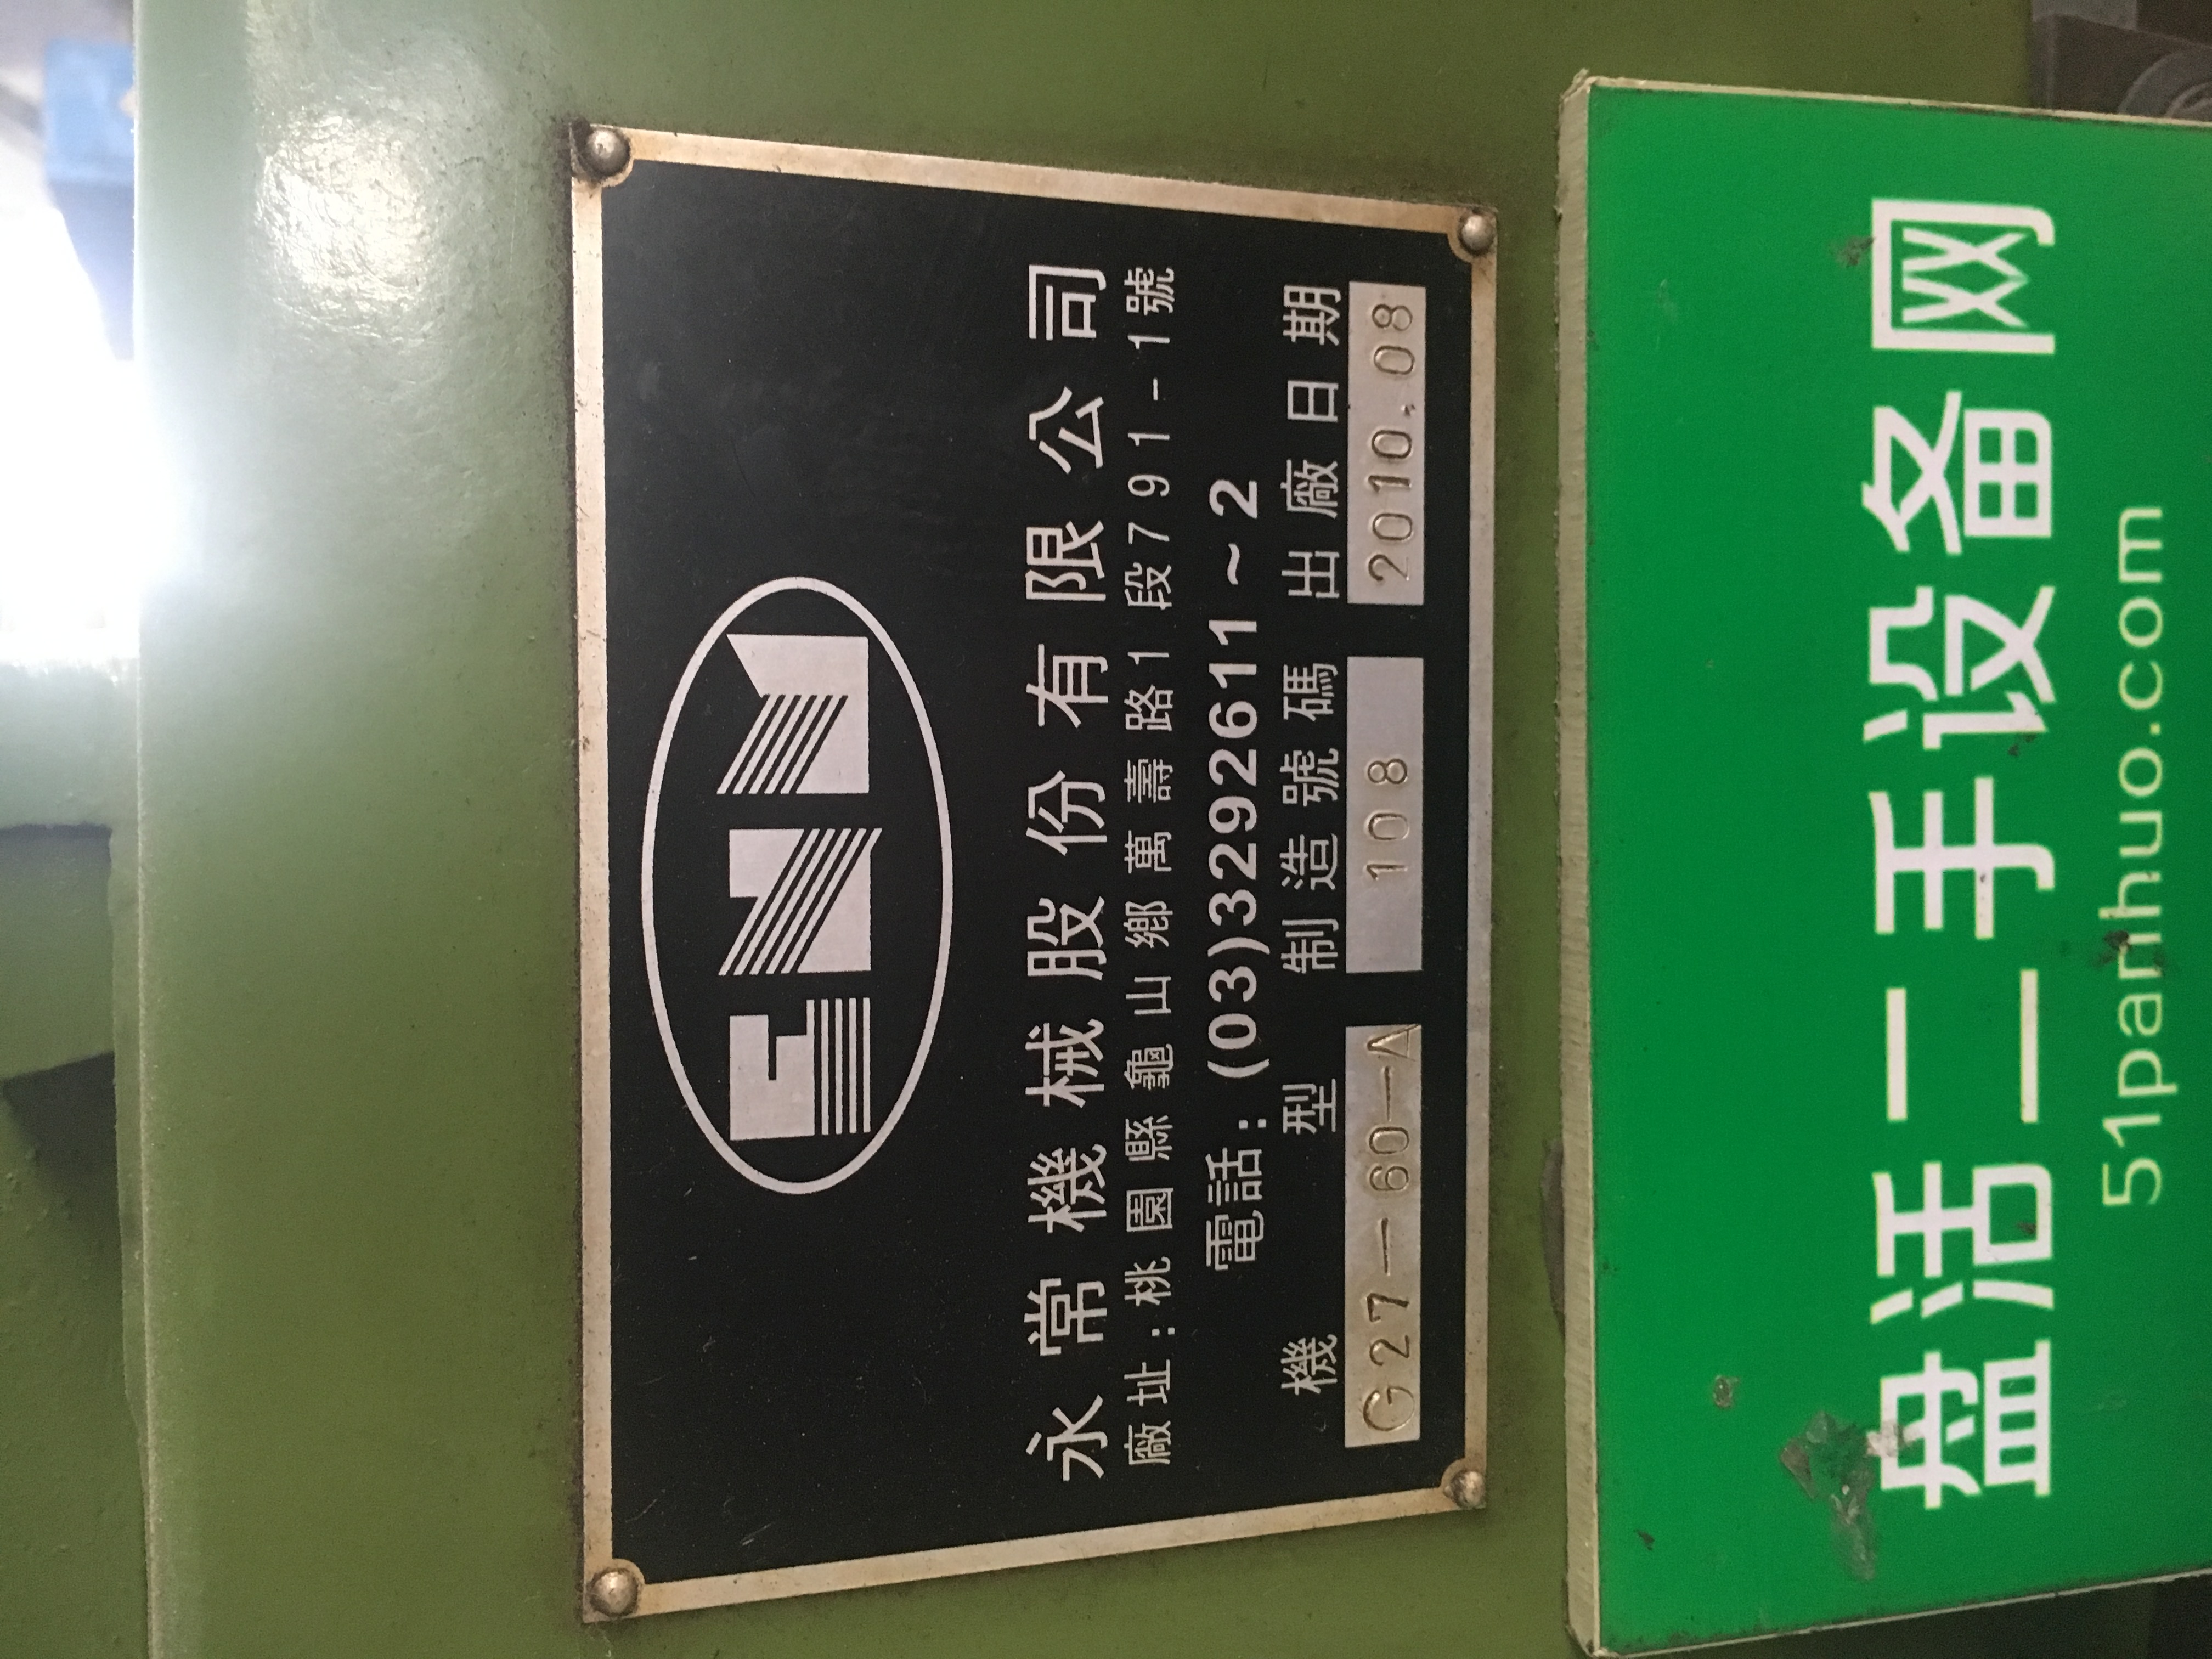 永常機械股份有限公司
廠址:桃園縣龜山鄉萬壽路1段791-1號
電話:(03)3292611~2
機型 制造號碼 出廠日期
G27-60-A 108 2010.08
盘活二手设备网
51panhuo.com